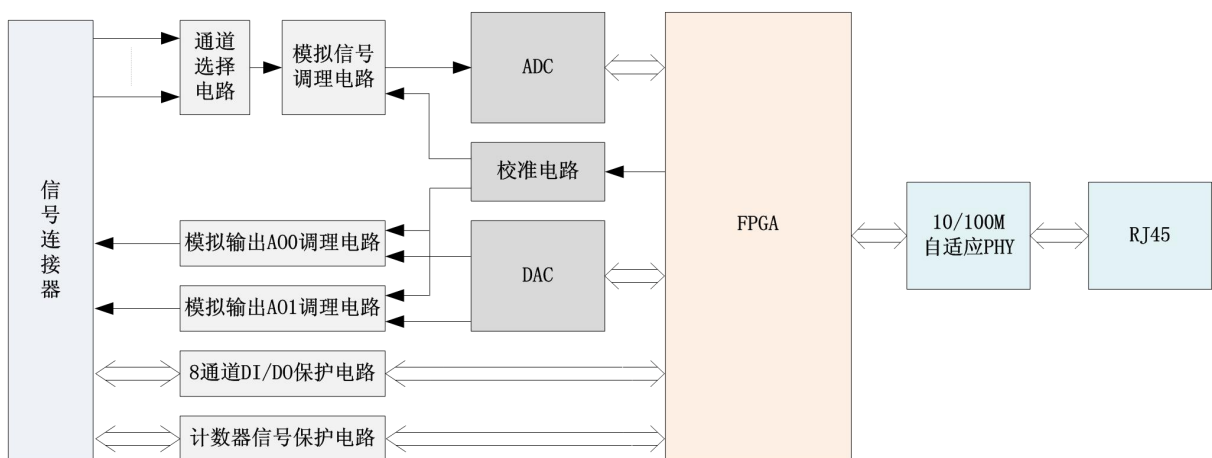 信号连接器
通道
选择
电路
模拟信号
调理电路
ADC
校准电路
模拟输出AO0调理电路
DAC
模拟输出AO1调理电路
8通道DI/DO保护电路
计数器信号保护电路
FPGA
10/100M
自适应PHY
RJ45